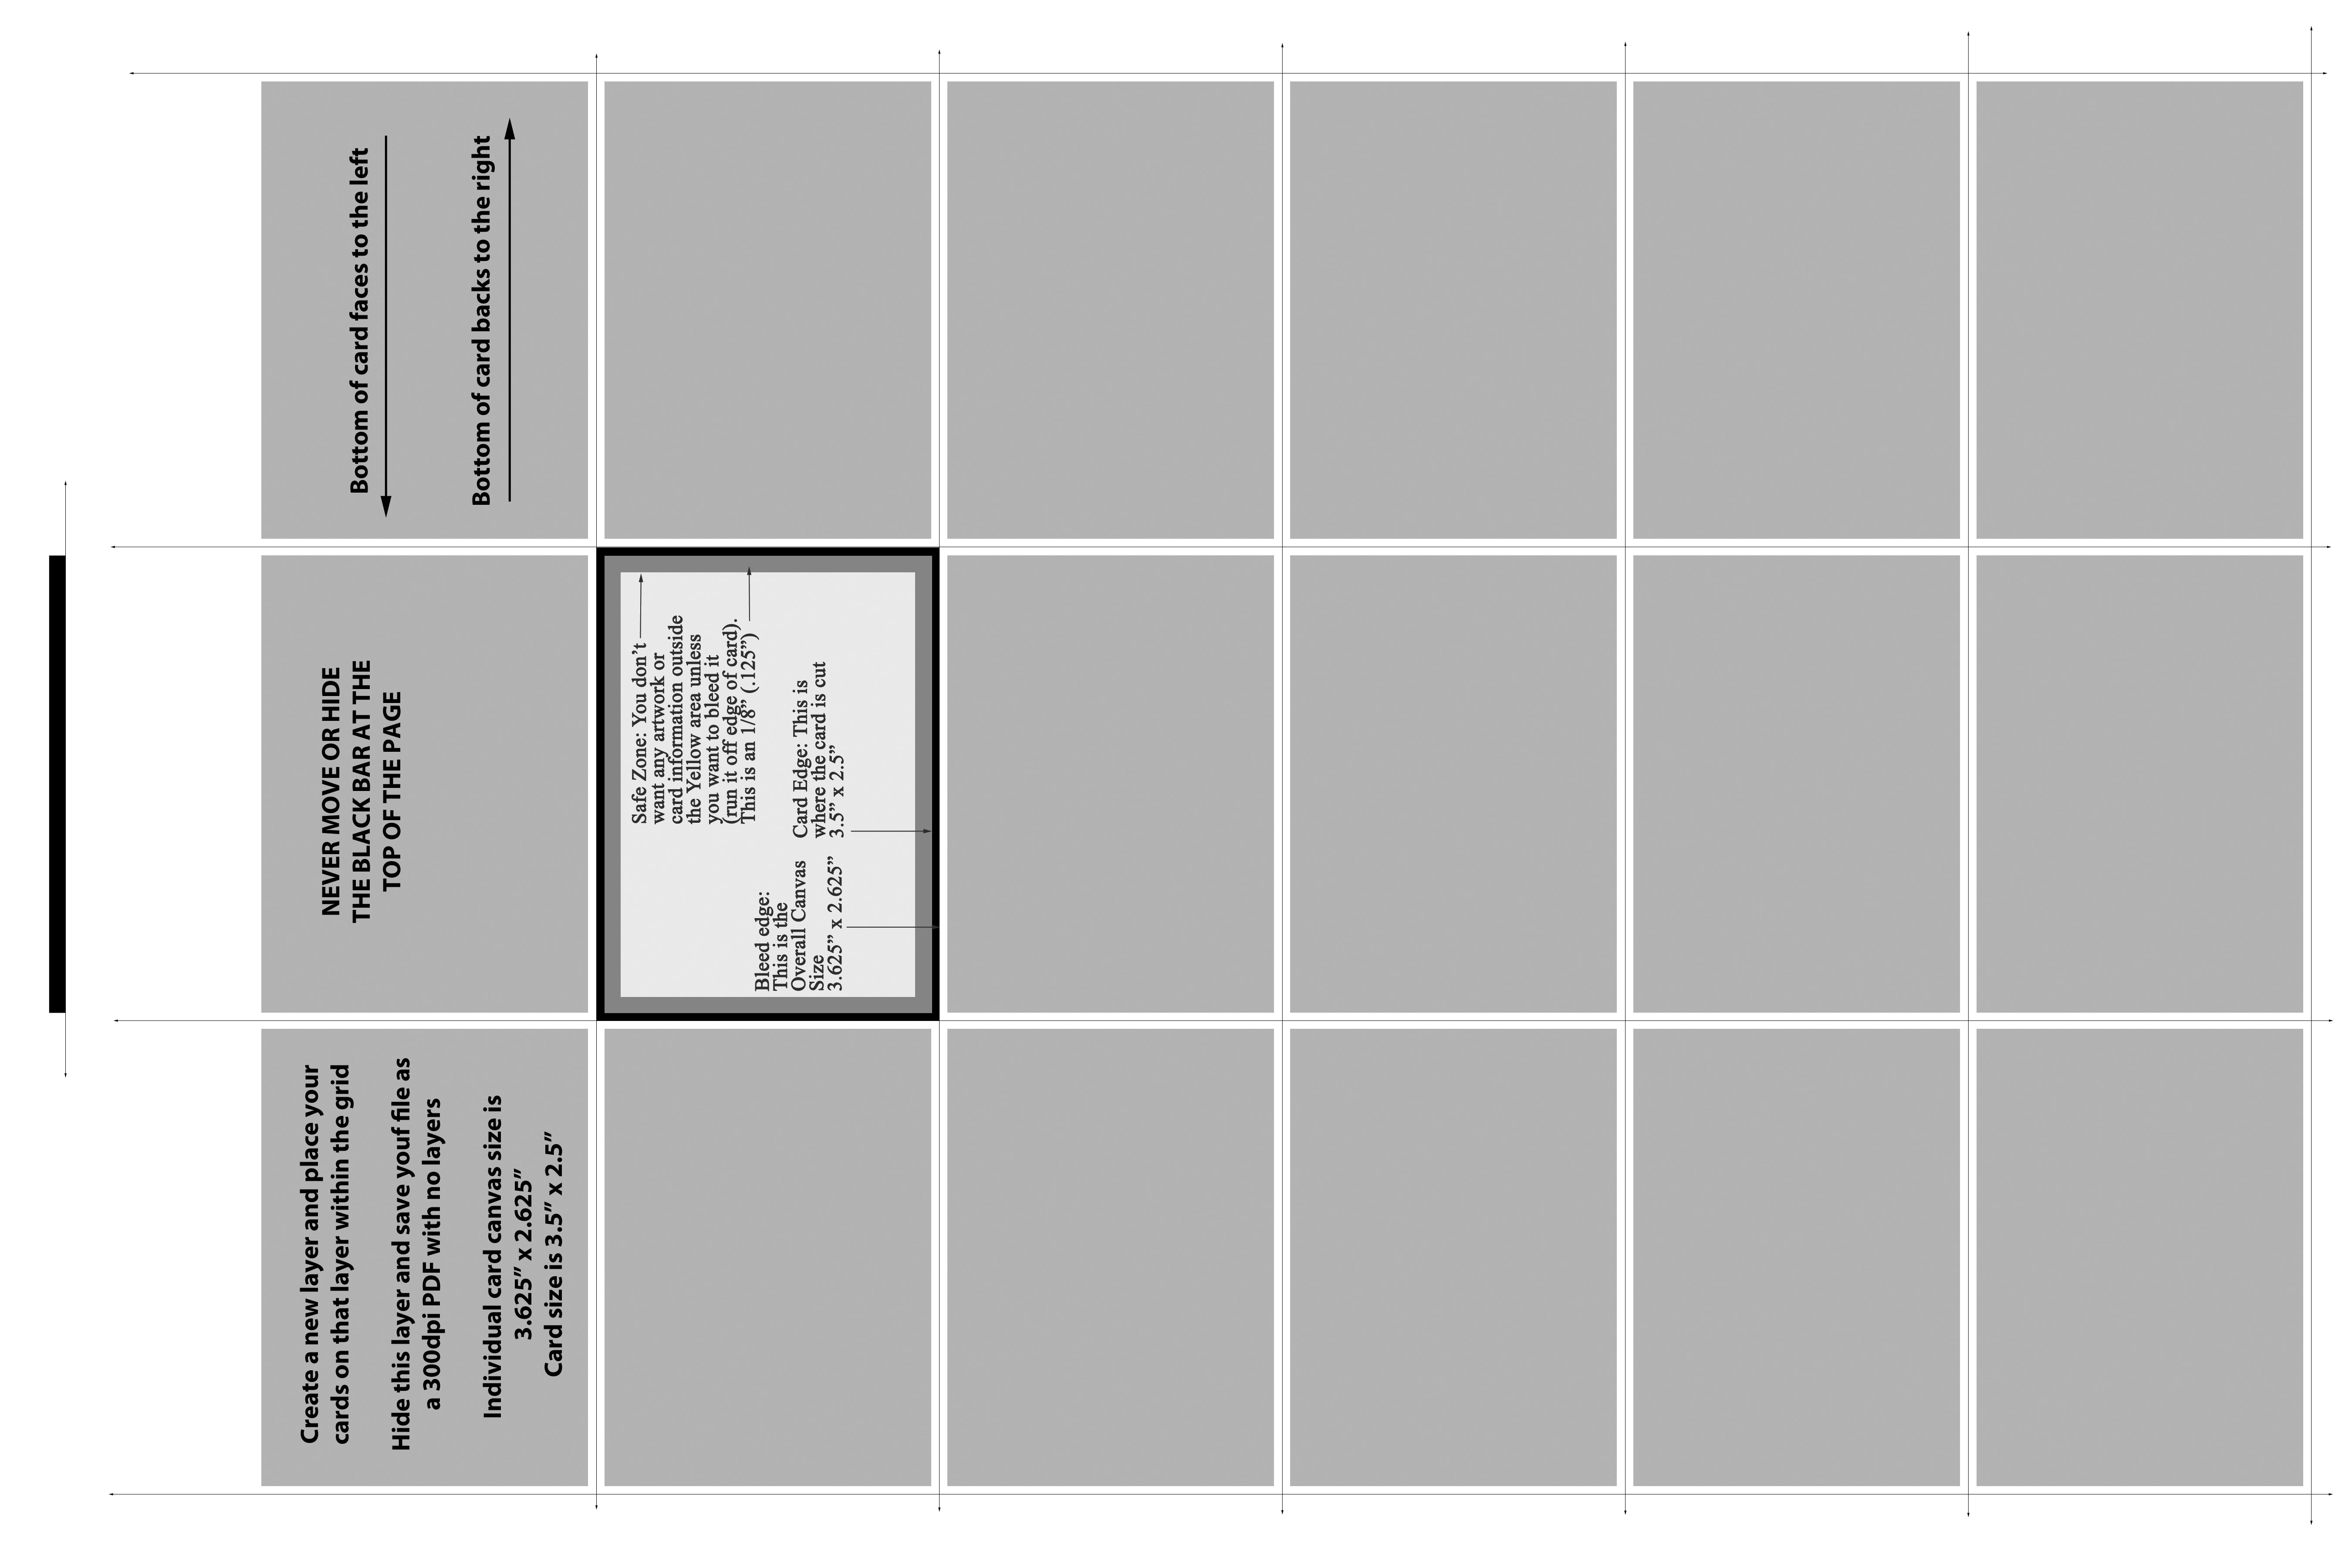 Create a new layer and place your
cards on that layer within the grid
Hide this layer and save youf file as
a 300dpi PDF with no layers
Individual card canvas size is
3.625” x 2.625”
Card size is 3.5” x 2.5”
NEVER MOVE OR HIDE
THE BLACK BAR AT THE
TOP OF THE PAGE
Bottom of card faces to the left
Bottom of card backs to the right
Safe Zone: You don’t
want any artwork or
card information outside
the Yellow area unless
you want to bleed it
(run it off edge of card).
This is an 1/8” (.125”)
Bleed edge:
This is the
Overall Canvas
Size
3.625” x 2.625”
Card Edge: This is
where the card is cut
3.5” x 2.5”